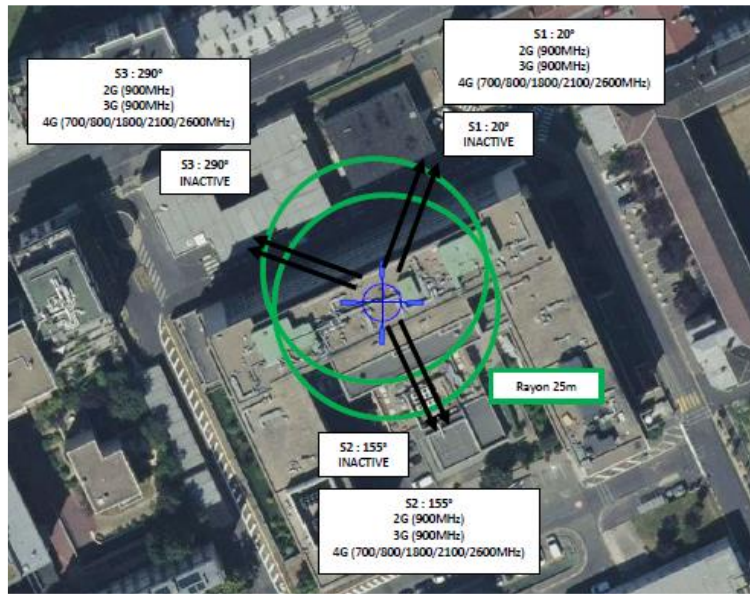 S1 : 20°
2G (900MHz)
3G (900MHz)
4G (700/800/1800/2100/2600MHz)
S3 : 290°
2G (900MHz)
3G (900MHz)
4G (700/800/1800/2100/2600MHz)
S1 : 20°
INACTIVE
S3 : 290°
INACTIVE
Rayon 25m
S2 : 155°
INACTIVE
S2 : 155°
2G (900MHz)
3G (900MHz)
4G (700/800/1800/2100/2600MHz)